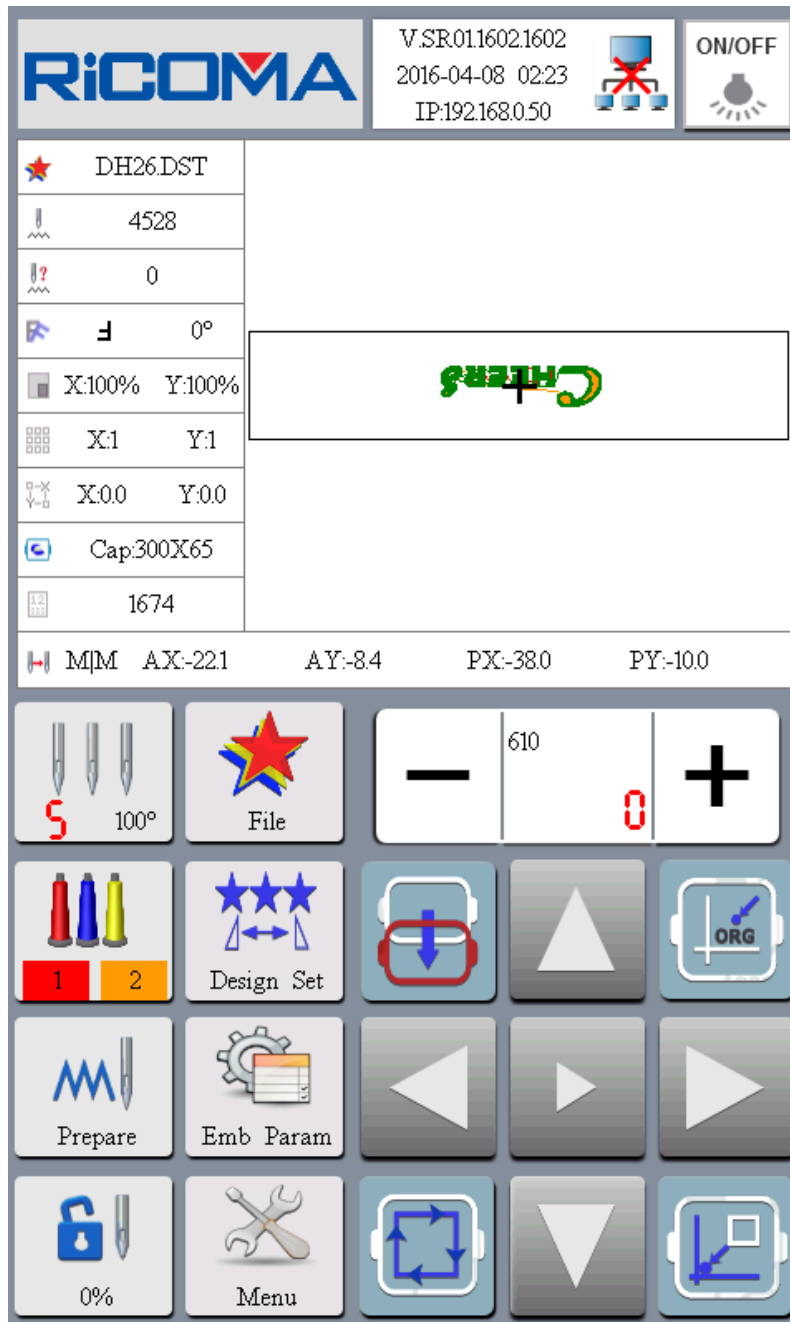 RiCOMA
V.SR.01.1602.1602
2016-04-08 02:23
IP:192.168.0.50
ON/OFF
DH26.DST
4528
0
F 0°
X:100% Y:100%
X:1 Y:1
X:0.0 Y:0.0
Cap:300X65
1674
CHEERS
M|M AX:-22.1 AY:-8.4 PX:-38.0 PY:-10.0
5 100°
File
610
0
1 2
Design Set
ORG
Prepare
Emb Param
0%
Menu